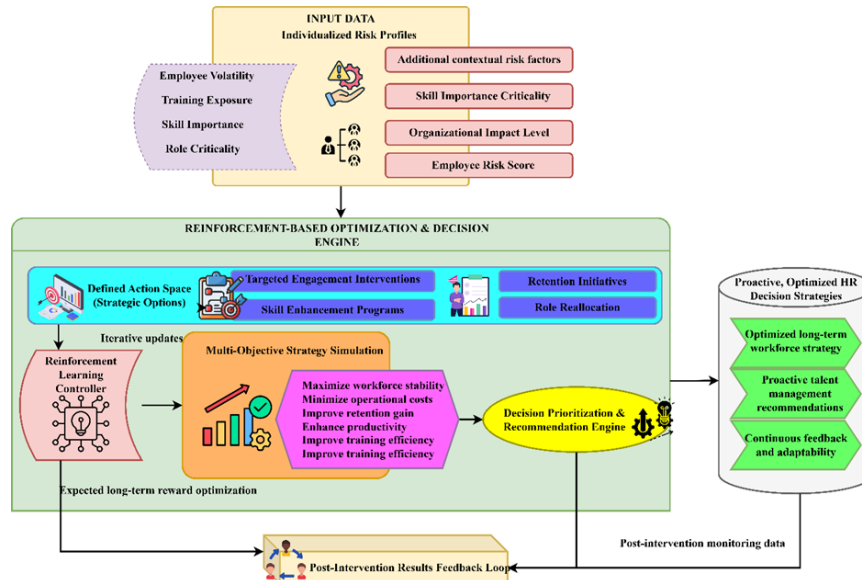 INPUT DATA
Individualized Risk Profiles
Employee Volatility
Training Exposure
Skill Importance
Role Criticality
Additional contextual risk factors
Skill Importance Criticality
Organizational Impact Level
Employee Risk Score
REINFORCEMENT-BASED OPTIMIZATION & DECISION
ENGINE
Defined Action Space
(Strategic Options)
Targeted Engagement Interventions
Skill Enhancement Programs
Retention Initiatives
Role Reallocation
Iterative updates
Reinforcement
Learning
Controller
Multi-Objective Strategy Simulation
Maximize workforce stability
Minimize operational costs
Improve retention gain
Enhance productivity
Improve training efficiency
Improve training efficiency
Decision Prioritization &
Recommendation Engine
Expected long-term reward optimization
Proactive, Optimized HR
Decision Strategies
Optimized long-term
workforce strategy
Proactive talent
management
recommendations
Continuous feedback
and adaptability
Post-intervention monitoring data
Post-Intervention Results Feedback Loop